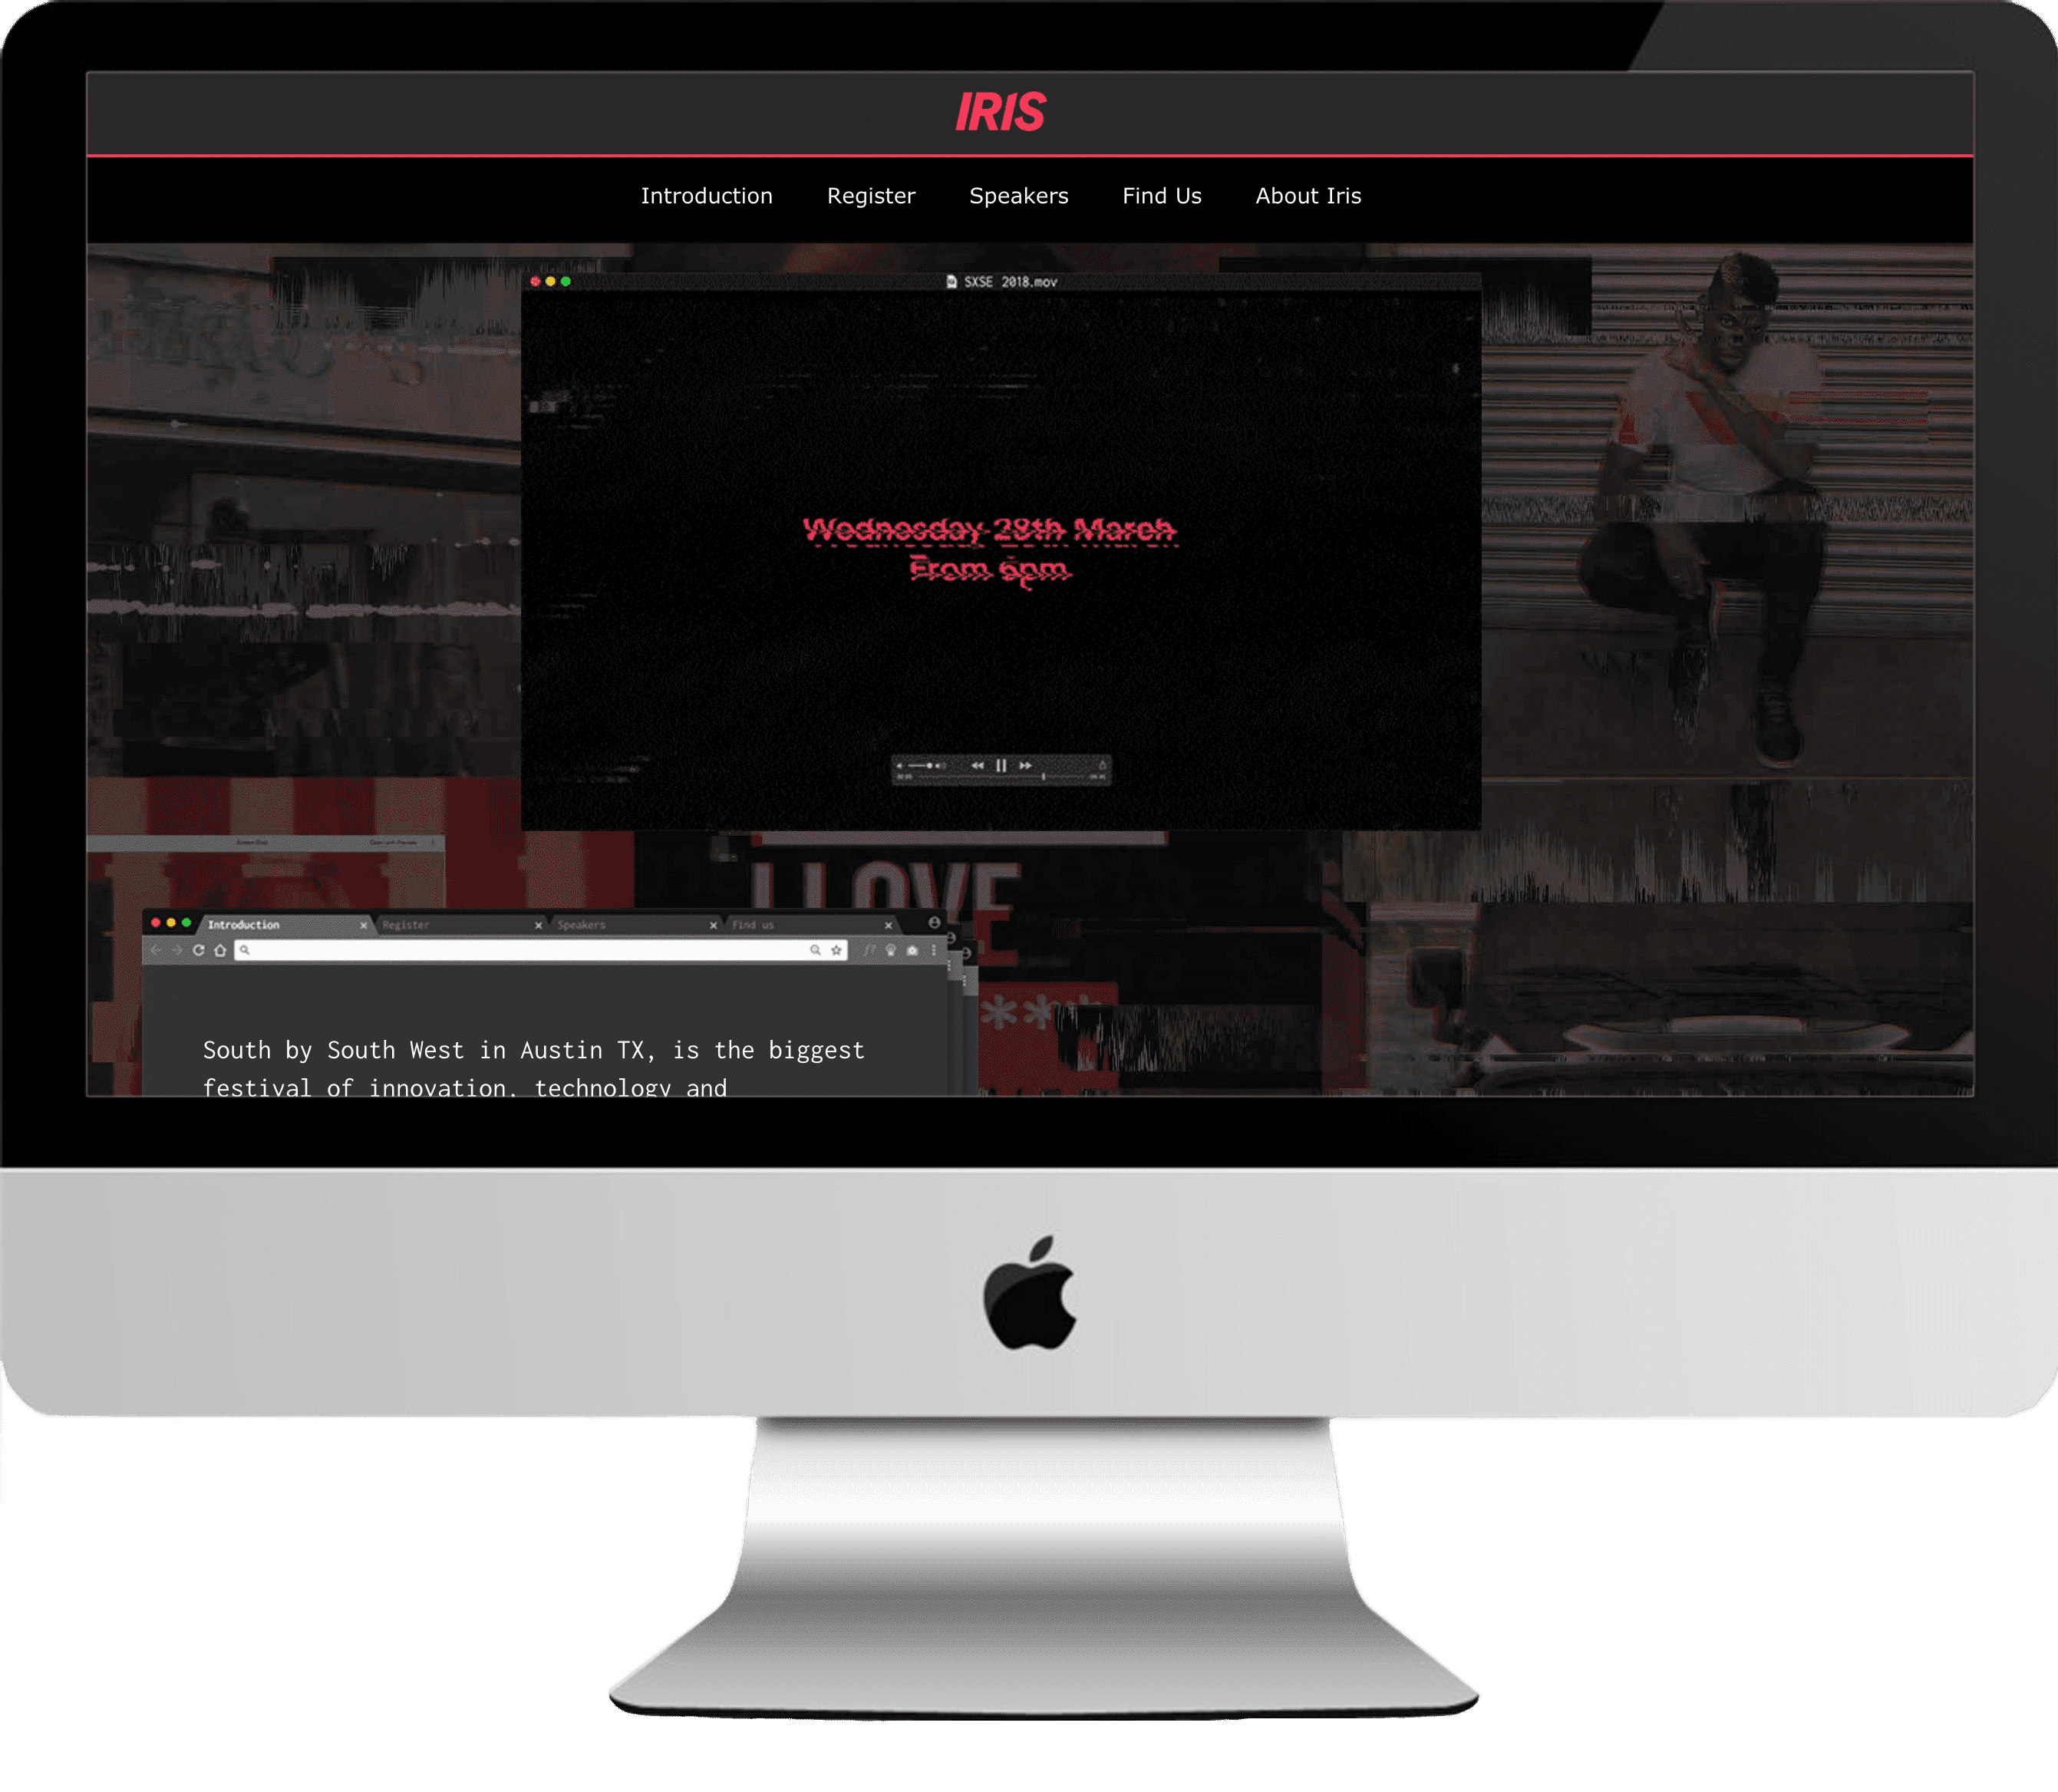 IRIS
Introduction Register Speakers Find Us About Iris
SXSE 2018.mov
Wednesday 28th March
From 6pm
I LOVE
***
Introduction Register Speakers Find us
South by South West in Austin TX, is the biggest
festival of innovation, technology and